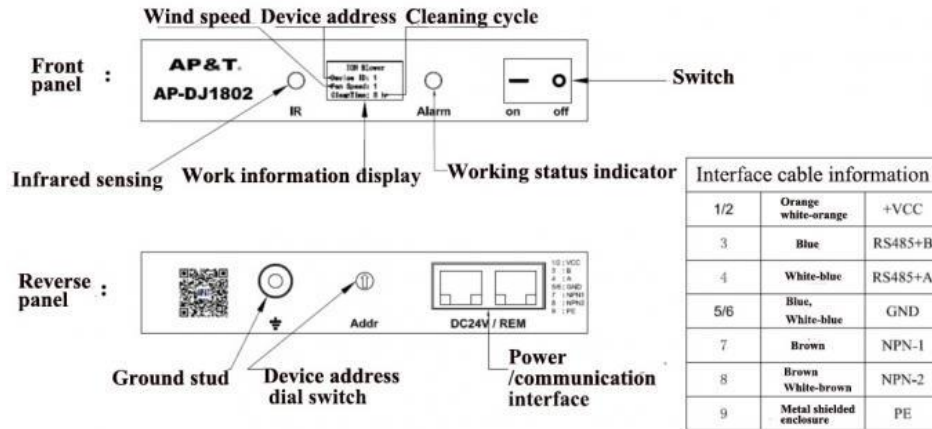 Wind speed Device address Cleaning cycle
Front panel :
AP&T.
AP-DJ1802
IR
ION Blower
Device ID: 1
Fan Speed: 1
ClearTime: 8 hr
Alarm
on off
Switch
Infrared sensing
Work information display
Working status indicator
Reverse panel :
Addr
1/2 : VCC
3 : B
4 : A
5/6 : GND
7 : NPN1
8 : NPN2
9 : PE
DC24V / REM
Ground stud
Device address
dial switch
Power
/communication
interface
Interface cable information
1/2 Orange white-orange +VCC
3 Blue RS485+B
4 White-blue RS485+A
5/6 Blue, White-blue GND
7 Brown NPN-1
8 Brown White-brown NPN-2
9 Metal shielded enclosure PE